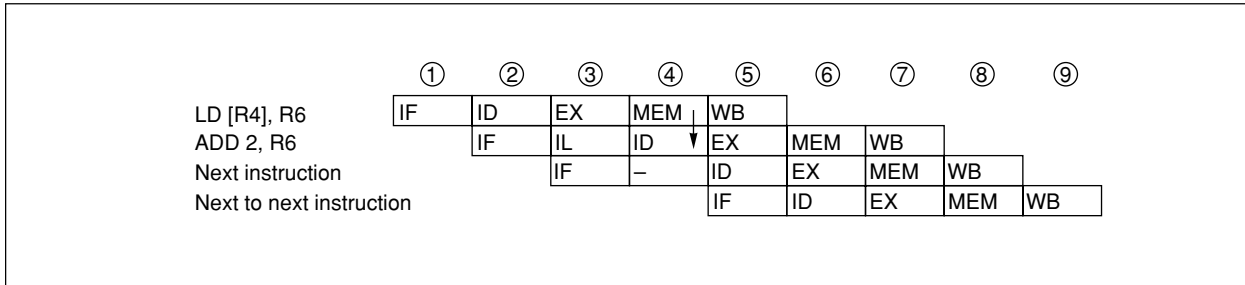 ① ② ③ ④ ⑤ ⑥ ⑦ ⑧ ⑨
LD [R4], R6 IF ID EX MEM WB
ADD 2, R6 IF IL ID EX MEM WB
Next instruction IF – ID EX MEM WB
Next to next instruction IF ID EX MEM WB